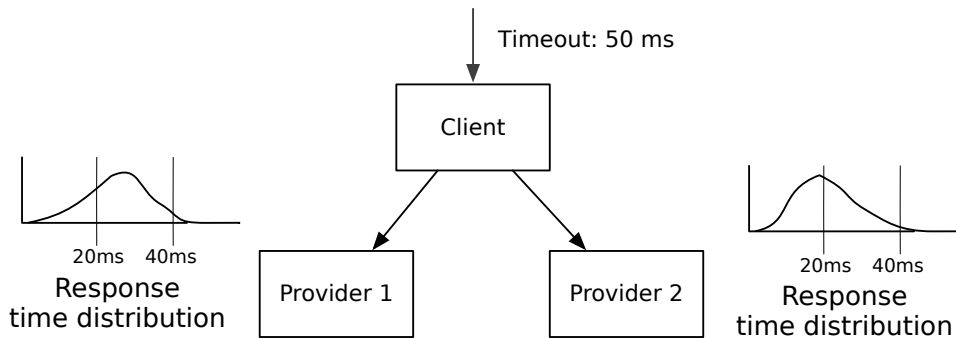 Timeout: 50 ms
Client
20ms 40ms
Response
time distribution
Provider 1
Provider 2
20ms 40ms
Response
time distribution